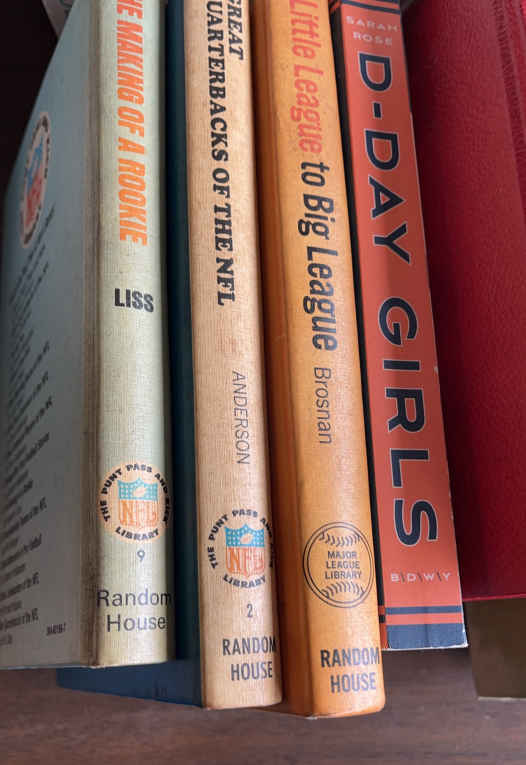 THE MAKING OF A ROOKIE
LISS
THE PUNT PASS AND KICK
NFL
LIBRARY
9
Random
House
GREAT
QUARTERBACKS OF THE NFL
ANDERSON
THE PUNT PASS AND KICK
NFL
LIBRARY
2
RANDOM
HOUSE
Little League to Big League
Brosnan
MAJOR
LEAGUE
LIBRARY
RANDOM
HOUSE
SARAH
ROSE
D-DAY GIRLS
B\D\W\Y